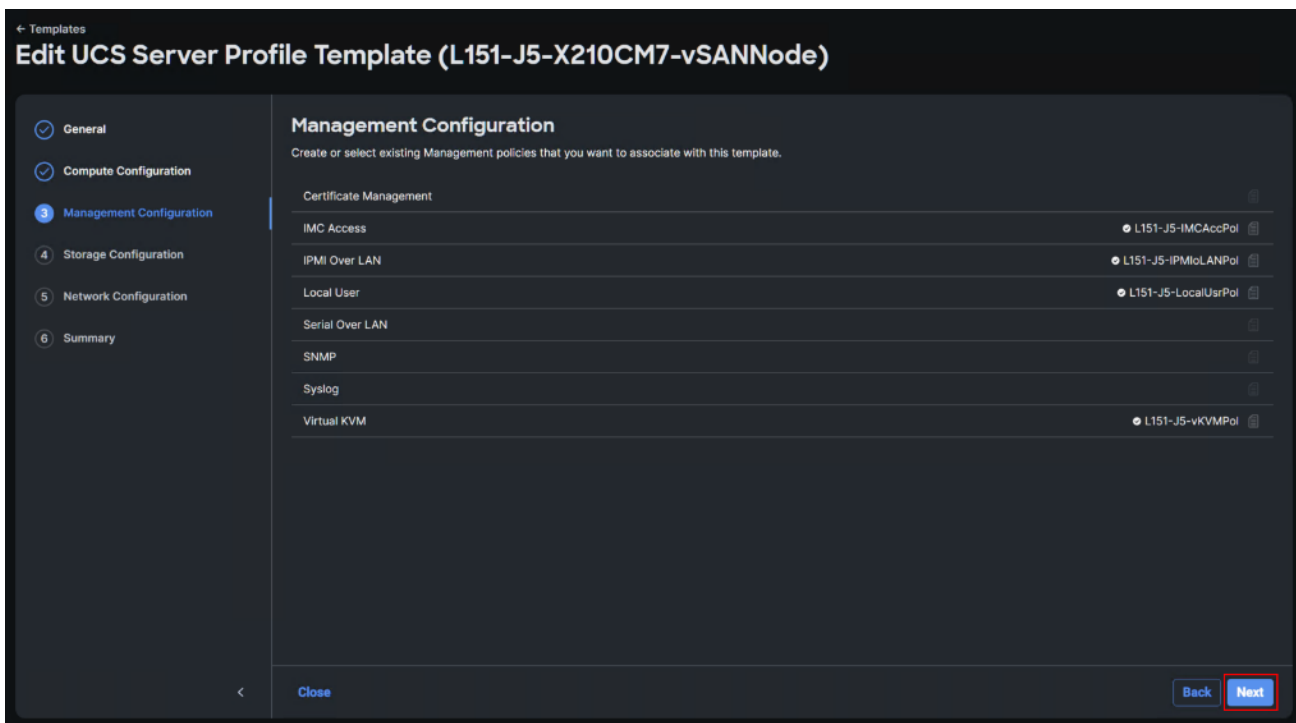 ← Templates
Edit UCS Server Profile Template (L151-J5-X210CM7-vSANNode)
General
Compute Configuration
3 Management Configuration
4 Storage Configuration
5 Network Configuration
6 Summary
Management Configuration
Create or select existing Management policies that you want to associate with this template.
Certificate Management
IMC Access L151-J5-IMCAccPol
IPMI Over LAN L151-J5-IPMIoLANPol
Local User L151-J5-LocalUsrPol
Serial Over LAN
SNMP
Syslog
Virtual KVM L151-J5-vKVMPol
< Close Back Next